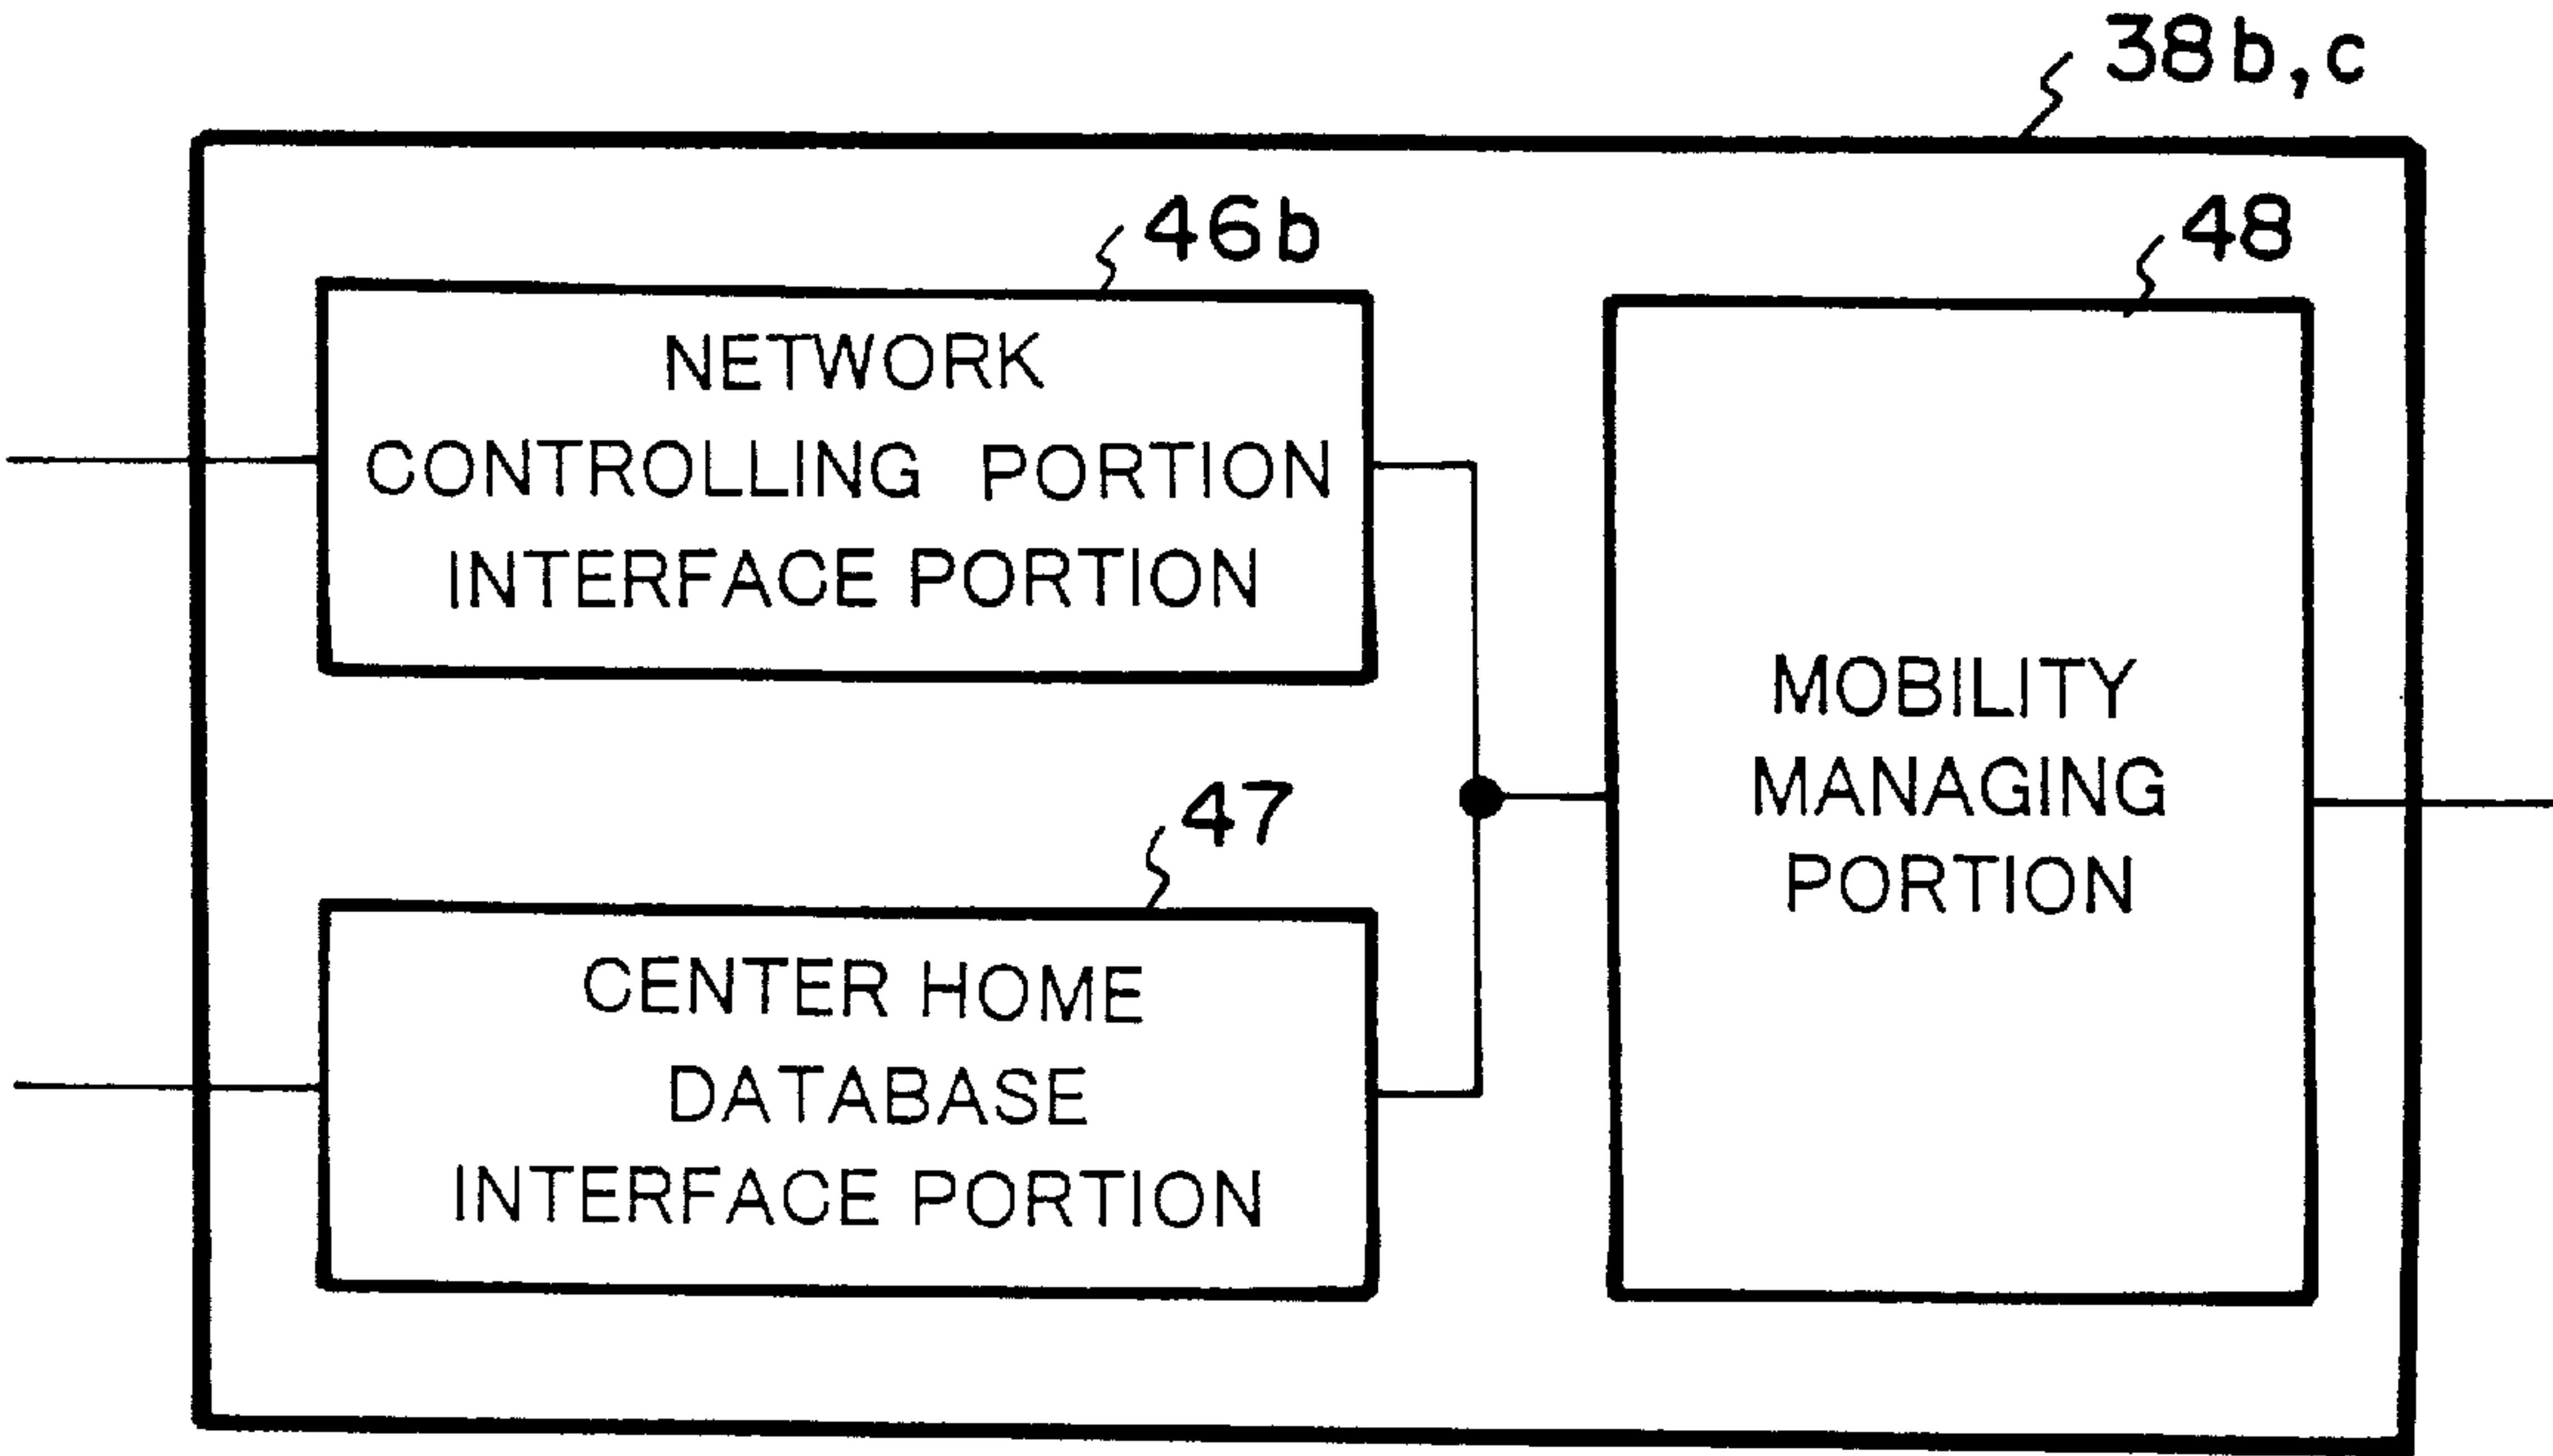 38b,c
46b
NETWORK
CONTROLLING PORTION
INTERFACE PORTION
48
MOBILITY
MANAGING
PORTION
47
CENTER HOME
DATABASE
INTERFACE PORTION